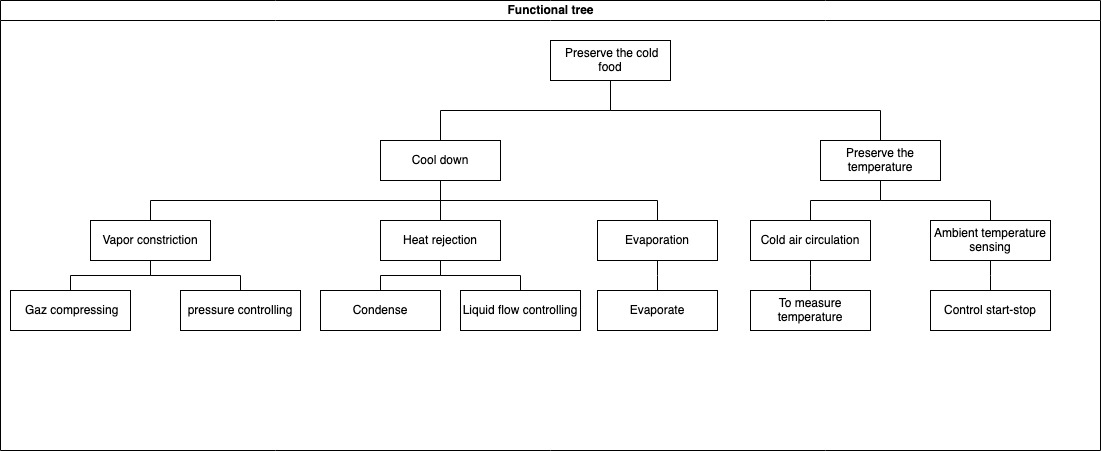 Functional tree
Preserve the cold
food
Cool down
Preserve the
temperature
Vapor constriction
Heat rejection
Evaporation
Cold air circulation
Ambient temperature
sensing
Gaz compressing
pressure controlling
Condense
Liquid flow controlling
Evaporate
To measure
temperature
Control start-stop